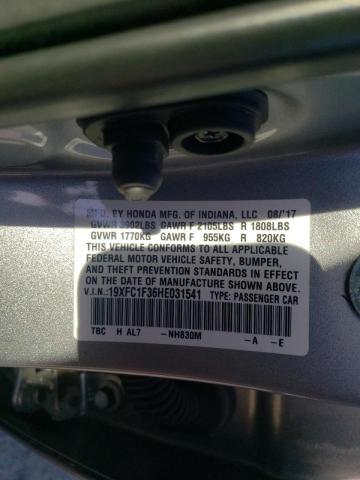 MFD. BY HONDA MFG. OF INDIANA, LLC 08/'17
GVWR 3902LBS GAWR F 2105LBS R 1808LBS
GVWR 1770KG GAWR F 955KG R 820KG
THIS VEHICLE CONFORMS TO ALL APPLICABLE
FEDERAL MOTOR VEHICLE SAFETY, BUMPER,
AND THEFT PREVENTION STANDARDS IN EFFECT
ON THE DATE OF MANUFACTURE SHOWN ABOVE.
V.I.N: 19XFC1F36HE031541 TYPE: PASSENGER CAR
TBC H AL7 -NH830M -A -E